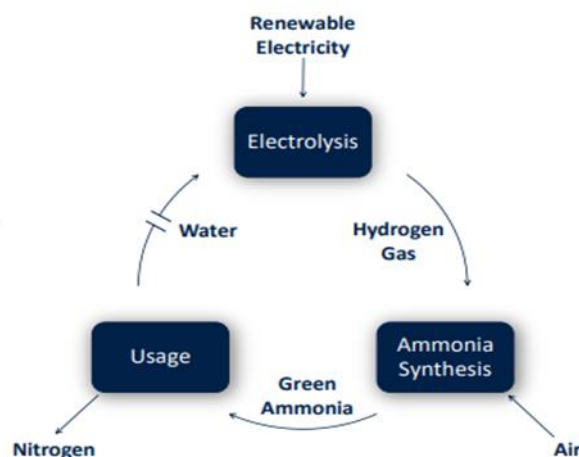 Renewable
Electricity
Electrolysis
Water
Hydrogen
Gas
Usage
Ammonia
Synthesis
Green
Ammonia
Nitrogen
Air